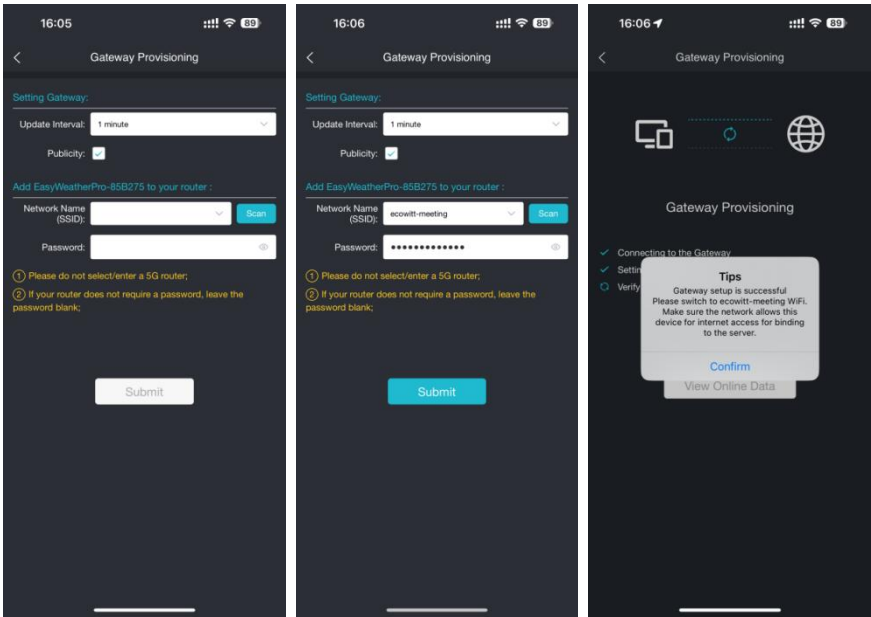 16:05
89
Gateway Provisioning
Setting Gateway:
Update Interval: 1 minute
Publicity:
Add EasyWeatherPro-85B275 to your router :
Network Name
(SSID):
Scan
Password:
1 Please do not select/enter a 5G router;
2 If your router does not require a password, leave the
password blank;
Submit
16:06
89
Gateway Provisioning
Setting Gateway:
Update Interval: 1 minute
Publicity:
Add EasyWeatherPro-85B275 to your router :
Network Name
(SSID): ecowitt-meeting
Scan
Password: •••••••••••••
1 Please do not select/enter a 5G router;
2 If your router does not require a password, leave the
password blank;
Submit
16:06
89
Gateway Provisioning
Gateway Provisioning
Connecting to the Gateway
Settin
Verify
Tips
Gateway setup is successful
Please switch to ecowitt-meeting WiFi.
Make sure the network allows this
device for internet access for binding
to the server.
Confirm
View Online Data